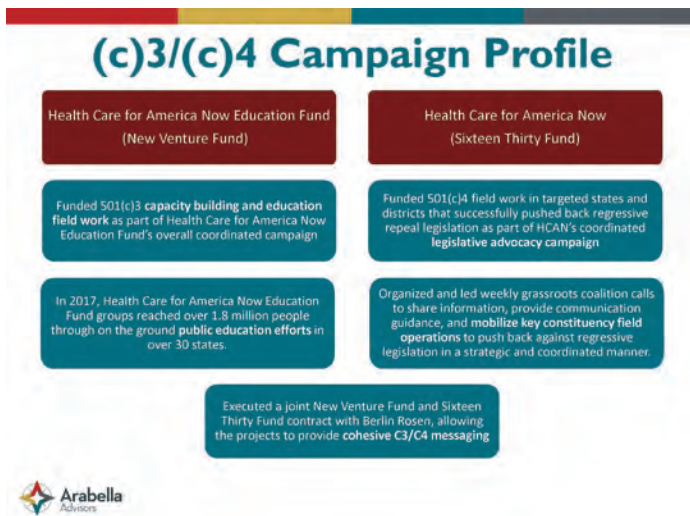 (c)3/(c)4 Campaign Profile
Health Care for America Now Education Fund
(New Venture Fund)
Health Care for America Now
(Sixteen Thirty Fund)
Funded 501(c)3 capacity building and education
field work as part of Health Care for America Now
Education Fund's overall coordinated campaign
Funded 501(c)4 field work in targeted states and
districts that successfully pushed back regressive
repeal legislation as part of HCAN's coordinated
legislative advocacy campaign
In 2017, Health Care for America Now Education
Fund groups reached over 1.8 million people
through on the ground public education efforts in
over 30 states.
Organized and led weekly grassroots coalition calls
to share information, provide communication
guidance, and mobilize key constituency field
operations to push back against regressive
legislation in a strategic and coordinated manner.
Executed a joint New Venture Fund and Sixteen
Thirty Fund contract with Berlin Rosen, allowing
the projects to provide cohesive C3/C4 messaging
Arabella
Advisors